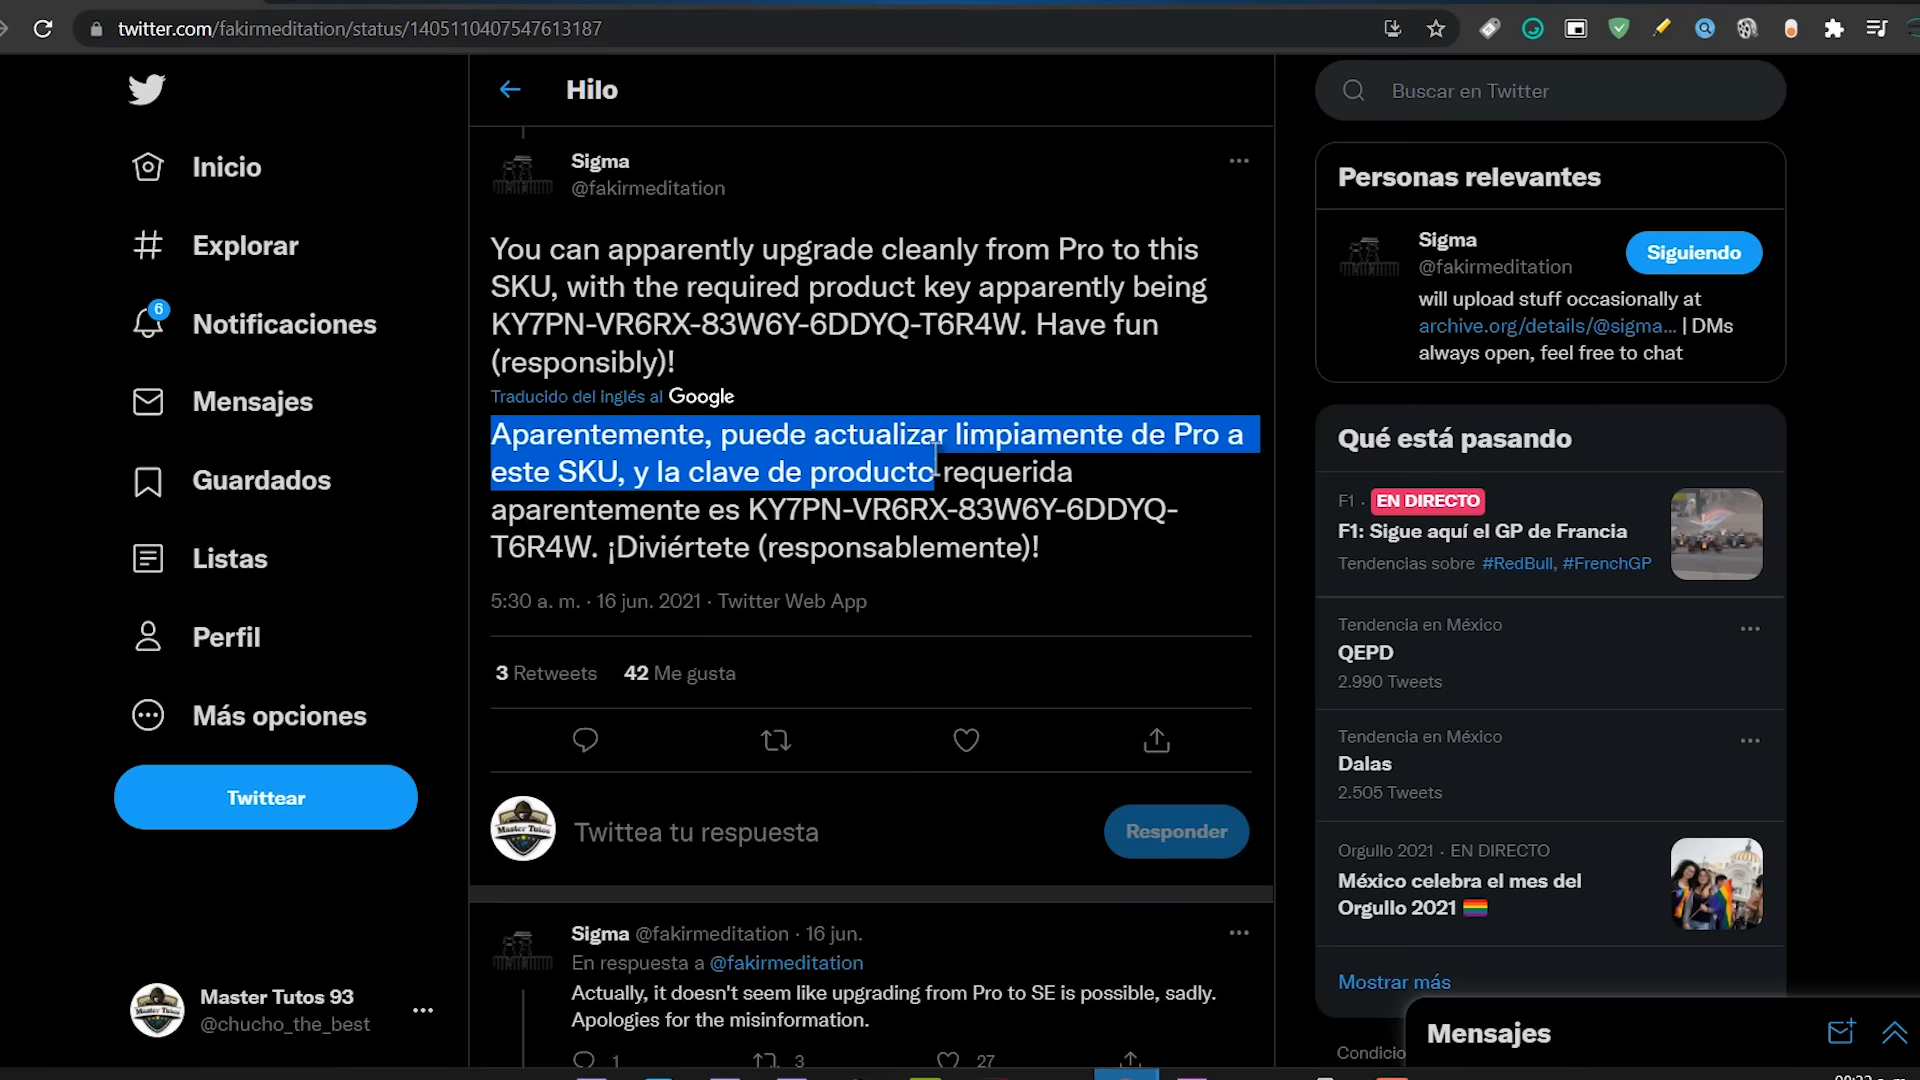 twitter.com/fakirmeditation/status/1405110407547613187
Inicio
Explorar
6
Notificaciones
Mensajes
Guardados
Listas
Perfil
Más opciones
Twittear
Master Tutos 93
@chucho_the_best
Hilo
Sigma
@fakirmeditation
You can apparently upgrade cleanly from Pro to this
SKU, with the required product key apparently being
KY7PN-VR6RX-83W6Y-6DDYQ-T6R4W. Have fun
(responsibly)!
Traducido del inglés al Google
Aparentemente, puede actualizar limpiamente de Pro a
este SKU, y la clave de producto requerida
aparentemente es KY7PN-VR6RX-83W6Y-6DDYQ-
T6R4W. ¡Diviértete (responsablemente)!
5:30 a. m. · 16 jun. 2021 · Twitter Web App
3 Retweets 42 Me gusta
Master Tutos
Twittea tu respuesta
Responder
Sigma @fakirmeditation · 16 jun.
En respuesta a @fakirmeditation
Actually, it doesn't seem like upgrading from Pro to SE is possible, sadly.
Apologies for the misinformation.
1 3 27
Buscar en Twitter
Personas relevantes
Sigma
@fakirmeditation
Siguiendo
will upload stuff occasionally at
archive.org/details/@sigma... | DMs
always open, feel free to chat
Qué está pasando
F1 · EN DIRECTO
F1: Sigue aquí el GP de Francia
Tendencias sobre #RedBull, #FrenchGP
Tendencia en México
QEPD
2.990 Tweets
Tendencia en México
Dalas
2.505 Tweets
Orgullo 2021 · EN DIRECTO
México celebra el mes del
Orgullo 2021
Mostrar más
Condicio
Mensajes